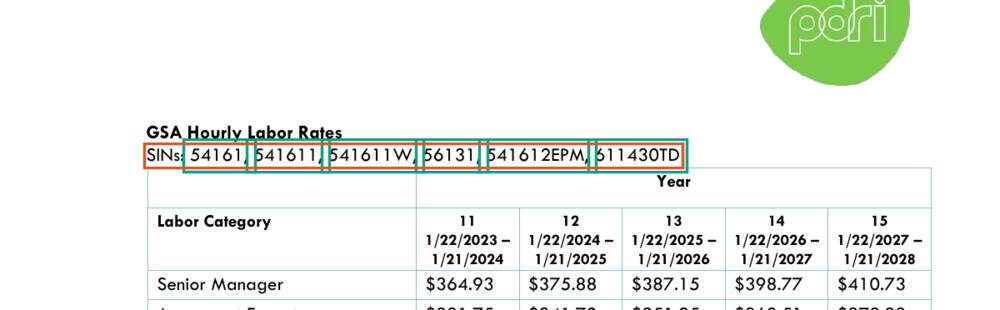 pdri
GSA Hourly Labor Rates
SINs: 54161, 541611, 541611W, 56131, 541612EPM, 611430TD
Year
Labor Category
11 12 13 14 15
1/22/2023 – 1/22/2024 – 1/22/2025 – 1/22/2026 – 1/22/2027 –
1/21/2024 1/21/2025 1/21/2026 1/21/2027 1/21/2028
Senior Manager $364.93 $375.88 $387.15 $398.77 $410.73